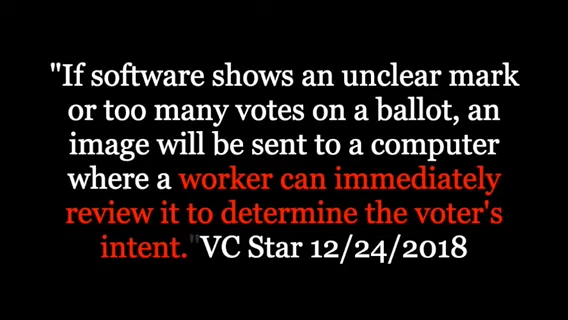 "If software shows an unclear mark
or too many votes on a ballot, an
image will be sent to a computer
where a worker can immediately
review it to determine the voter's
intent."VC Star 12/24/2018